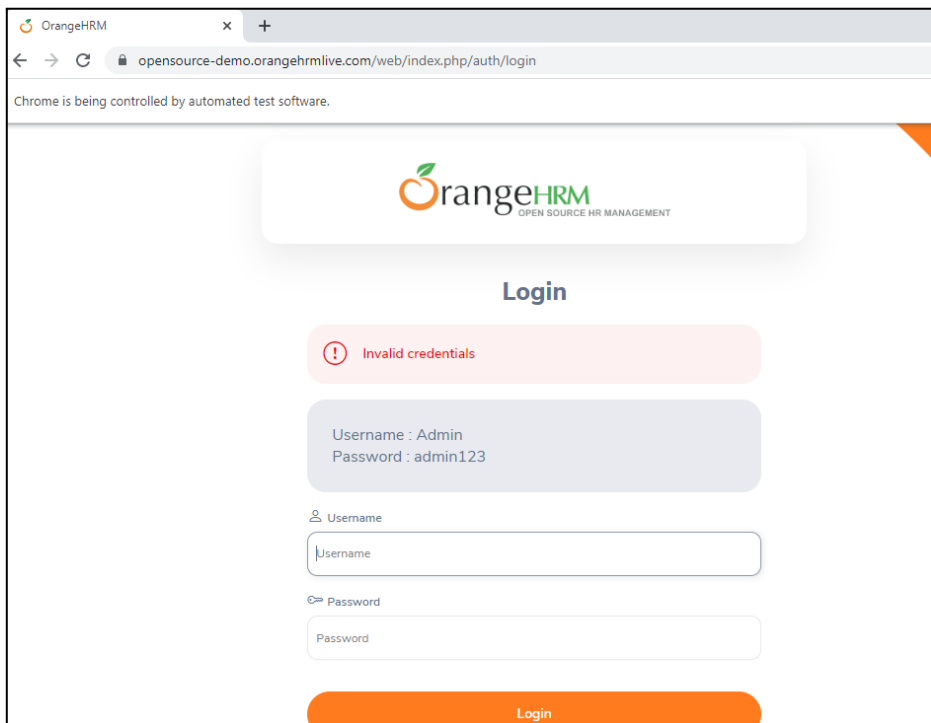 OrangeHRM
opensource-demo.orangehrmlive.com/web/index.php/auth/login
Chrome is being controlled by automated test software.
OrangeHRM
OPEN SOURCE HR MANAGEMENT
Login
Invalid credentials
Username : Admin
Password : admin123
Username
Username
Password
Password
Login